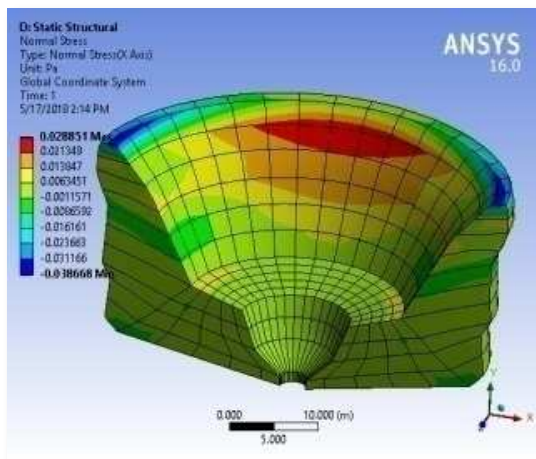 D: Static Structural
Normal Stress
Type: Normal Stress(X Axis)
Unit: Pa
Global Coordinate System
Time: 1
5/17/2018 2:14 PM
ANSYS
16.0
0.028851 Max
0.021349
0.013847
0.0063451
-0.0011571
-0.0086592
-0.016161
-0.023663
-0.031166
-0.038668 Min
0.000
10.000 (m)
5.000
Y
X